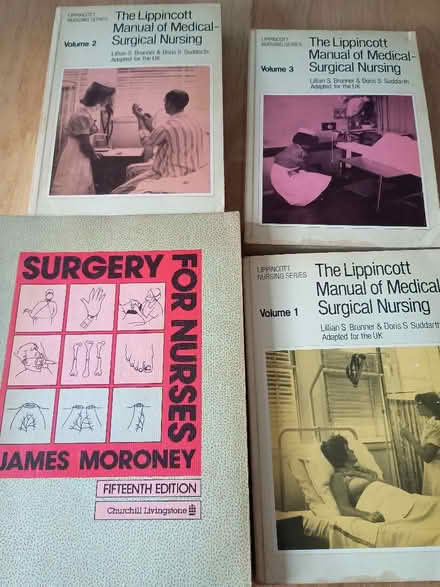 LIPPINCOTT
NURSING SERIES
Volume 2
The Lippincott
Manual of Medical-
Surgical Nursing
Lillian S. Brunner & Doris S. Suddarth
Adapted for the UK
LIPPINCOTT
NURSING SERIES
Volume 3
The Lippincott
Manual of Medical-
Surgical Nursing
Lillian S. Brunner & Doris S. Suddarth
Adapted for the UK
SURGERY
FOR NURSES
JAMES MORONEY
FIFTEENTH EDITION
Churchill Livingstone
LIPPINCOTT
NURSING SERIES
Volume 1
The Lippincott
Manual of Medical
Surgical Nursing
Lillian S. Brunner & Doris S. Suddarth
Adapted for the UK